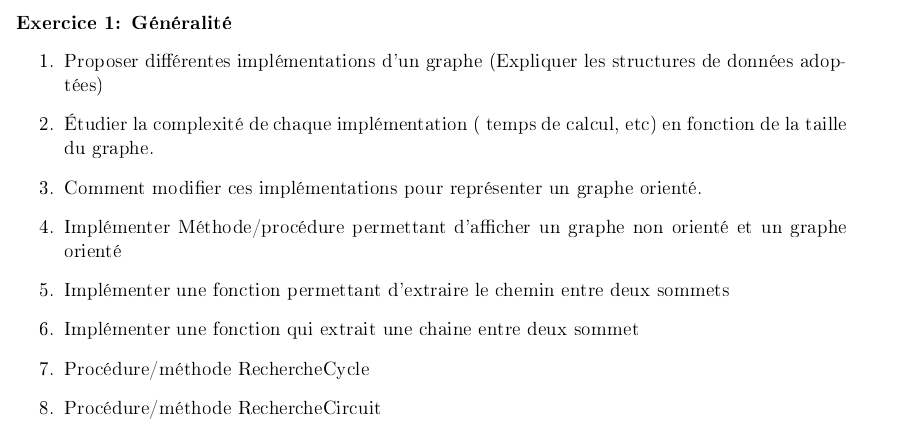 Exercice 1: Généralité
1. Proposer différentes implémentations d'un graphe (Expliquer les structures de données adop-
tées)
2. Étudier la complexité de chaque implémentation ( temps de calcul, etc) en fonction de la taille
du graphe.
3. Comment modifier ces implémentations pour représenter un graphe orienté.
4. Implémenter Méthode/procédure permettant d'afficher un graphe non orienté et un graphe
orienté
5. Implémenter une fonction permettant d'extraire le chemin entre deux sommets
6. Implémenter une fonction qui extrait une chaine entre deux sommet
7. Procédure/méthode RechercheCycle
8. Procédure/méthode RechercheCircuit